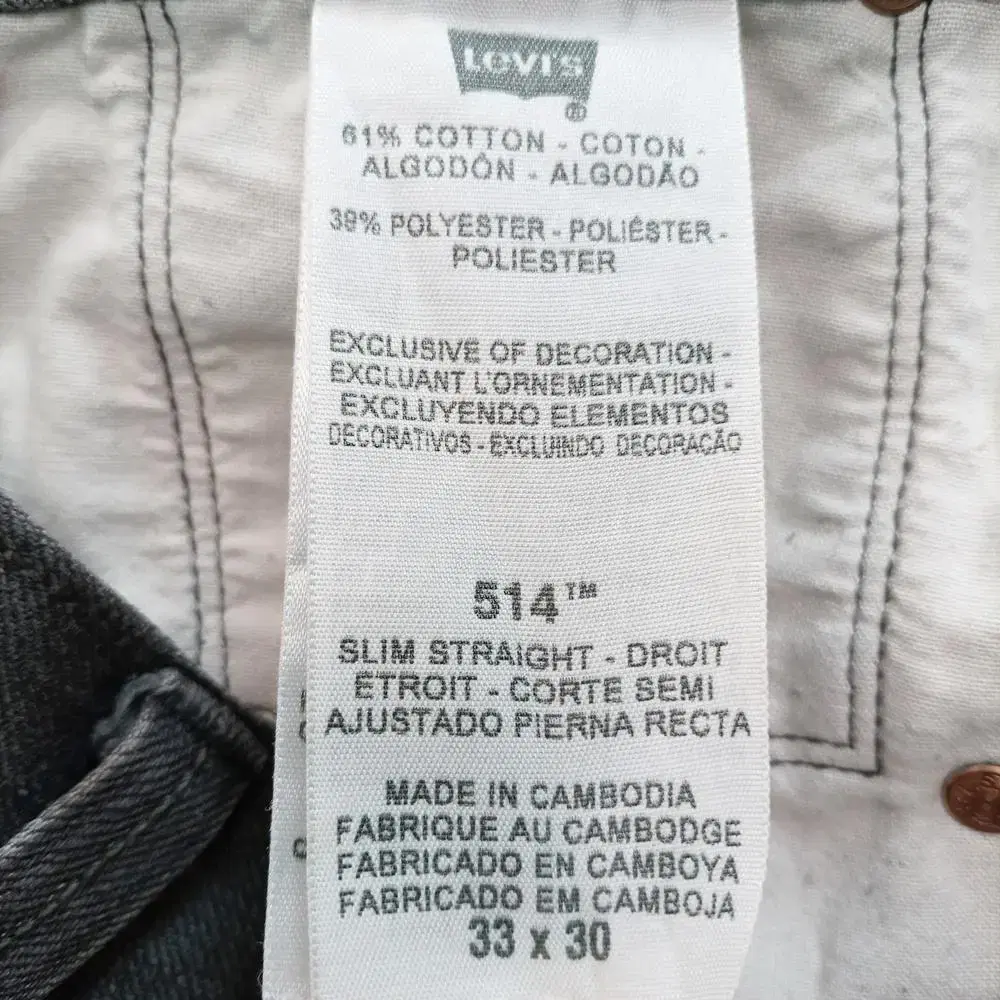 Levi's
®
61% COTTON - COTON -
ALGODÓN - ALGODÃO
39% POLYESTER - POLIÉSTER -
POLIESTER
EXCLUSIVE OF DECORATION -
EXCLUANT L'ORNEMENTATION -
EXCLUYENDO ELEMENTOS
DECORATIVOS - EXCLUINDO DECORAÇÃO
514™
SLIM STRAIGHT - DROIT
ETROIT - CORTE SEMI
AJUSTADO PIERNA RECTA
MADE IN CAMBODIA
FABRIQUE AU CAMBODGE
FABRICADO EN CAMBOYA
FABRICADO EM CAMBOJA
33 x 30